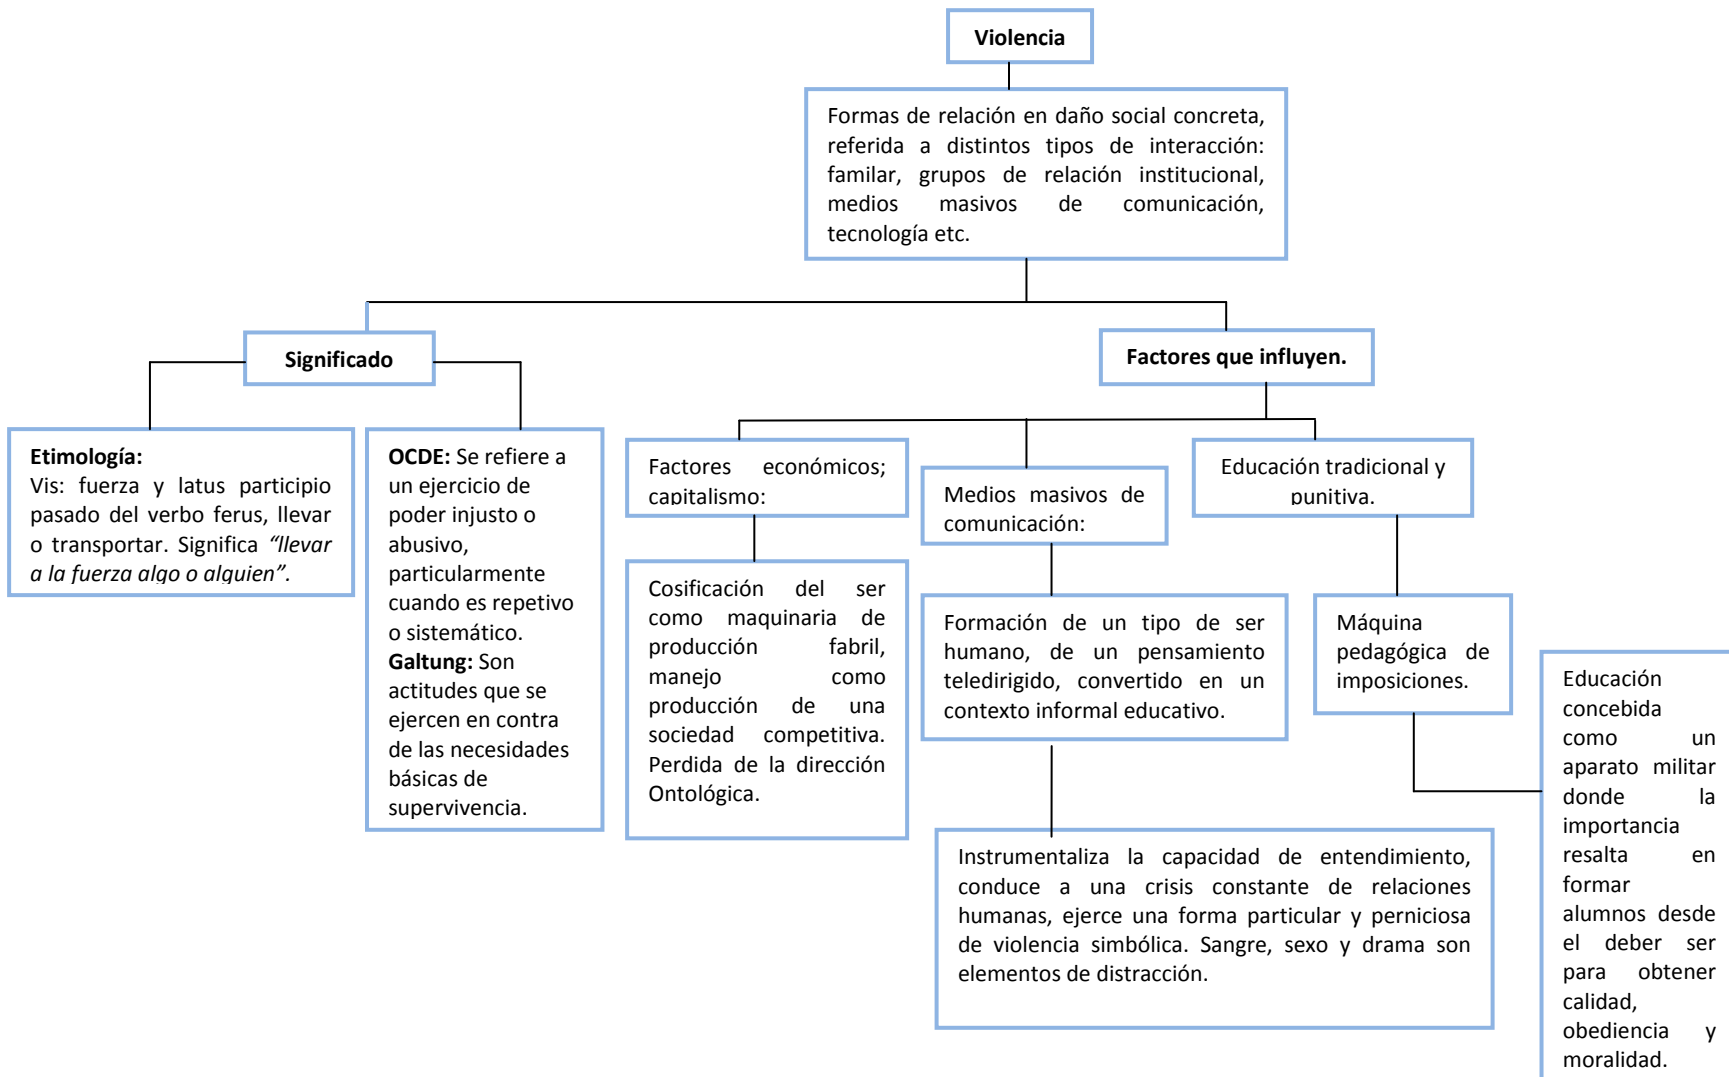 Violencia
Formas de relación en daño social concreta,
referida a distintos tipos de interacción:
familar, grupos de relación institucional,
medios masivos de comunicación,
tecnología etc.
Significado
Factores que influyen.
Etimología:
Vis: fuerza y latus participio
pasado del verbo ferus, llevar
o transportar. Significa “llevar
a la fuerza algo o alguien”.
OCDE: Se refiere a
un ejercicio de
poder injusto o
abusivo,
particularmente
cuando es repetivo
o sistemático.
Galtung: Son
actitudes que se
ejercen en contra
de las necesidades
básicas de
supervivencia.
Factores económicos;
capitalismo:
Cosificación del ser
como maquinaria de
producción fabril,
manejo como
producción de una
sociedad competitiva.
Perdida de la dirección
Ontológica.
Medios masivos de
comunicación:
Formación de un tipo de ser
humano, de un pensamiento
teledirigido, convertido en un
contexto informal educativo.
Instrumentaliza la capacidad de entendimiento,
conduce a una crisis constante de relaciones
humanas, ejerce una forma particular y perniciosa
de violencia simbólica. Sangre, sexo y drama son
elementos de distracción.
Educación tradicional y
punitiva.
Máquina
pedagógica de
imposiciones.
Educación
concebida
como un
aparato militar
donde la
importancia
resalta en
formar
alumnos desde
el deber ser
para obtener
calidad,
obediencia y
moralidad.